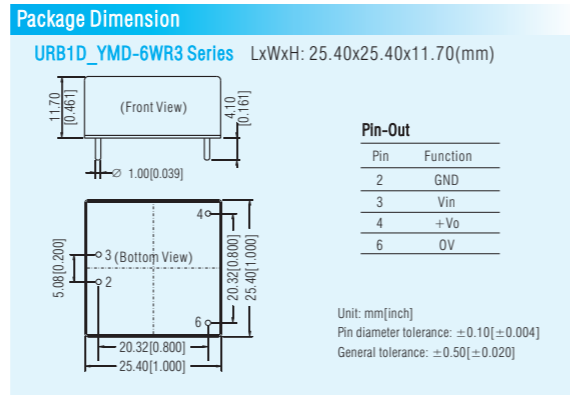 Package Dimension
URB1D_YMD-6WR3 Series LxWxH: 25.40x25.40x11.70(mm)
11.70
[0.461]
(Front View)
4.10
[0.161]
Ø 1.00[0.039]
Pin-Out
Pin Function
2 GND
3 Vin
4 +Vo
6 0V
4
3 (Bottom View)
2
6
5.08[0.200]
20.32[0.800]
25.40[1.000]
20.32[0.800]
25.40[1.000]
Unit: mm[inch]
Pin diameter tolerance: ±0.10[±0.004]
General tolerance: ±0.50[±0.020]